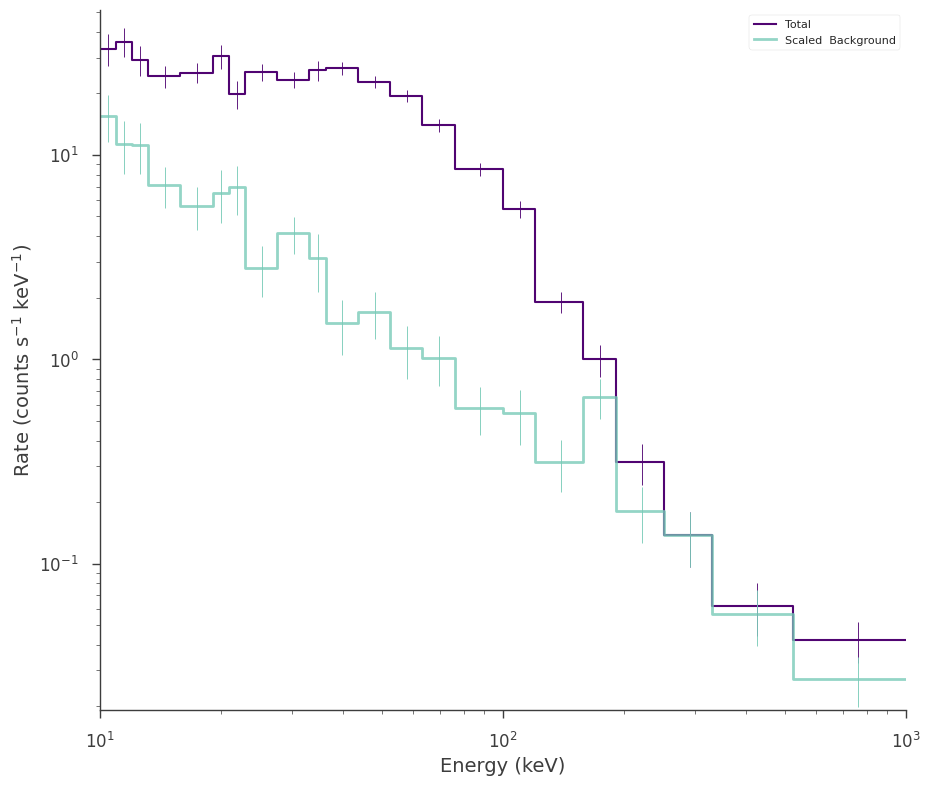 Total
Scaled Background
Rate (counts s⁻¹ keV⁻¹)
10¹
10⁰
10⁻¹
10¹ 10² 10³
Energy (keV)